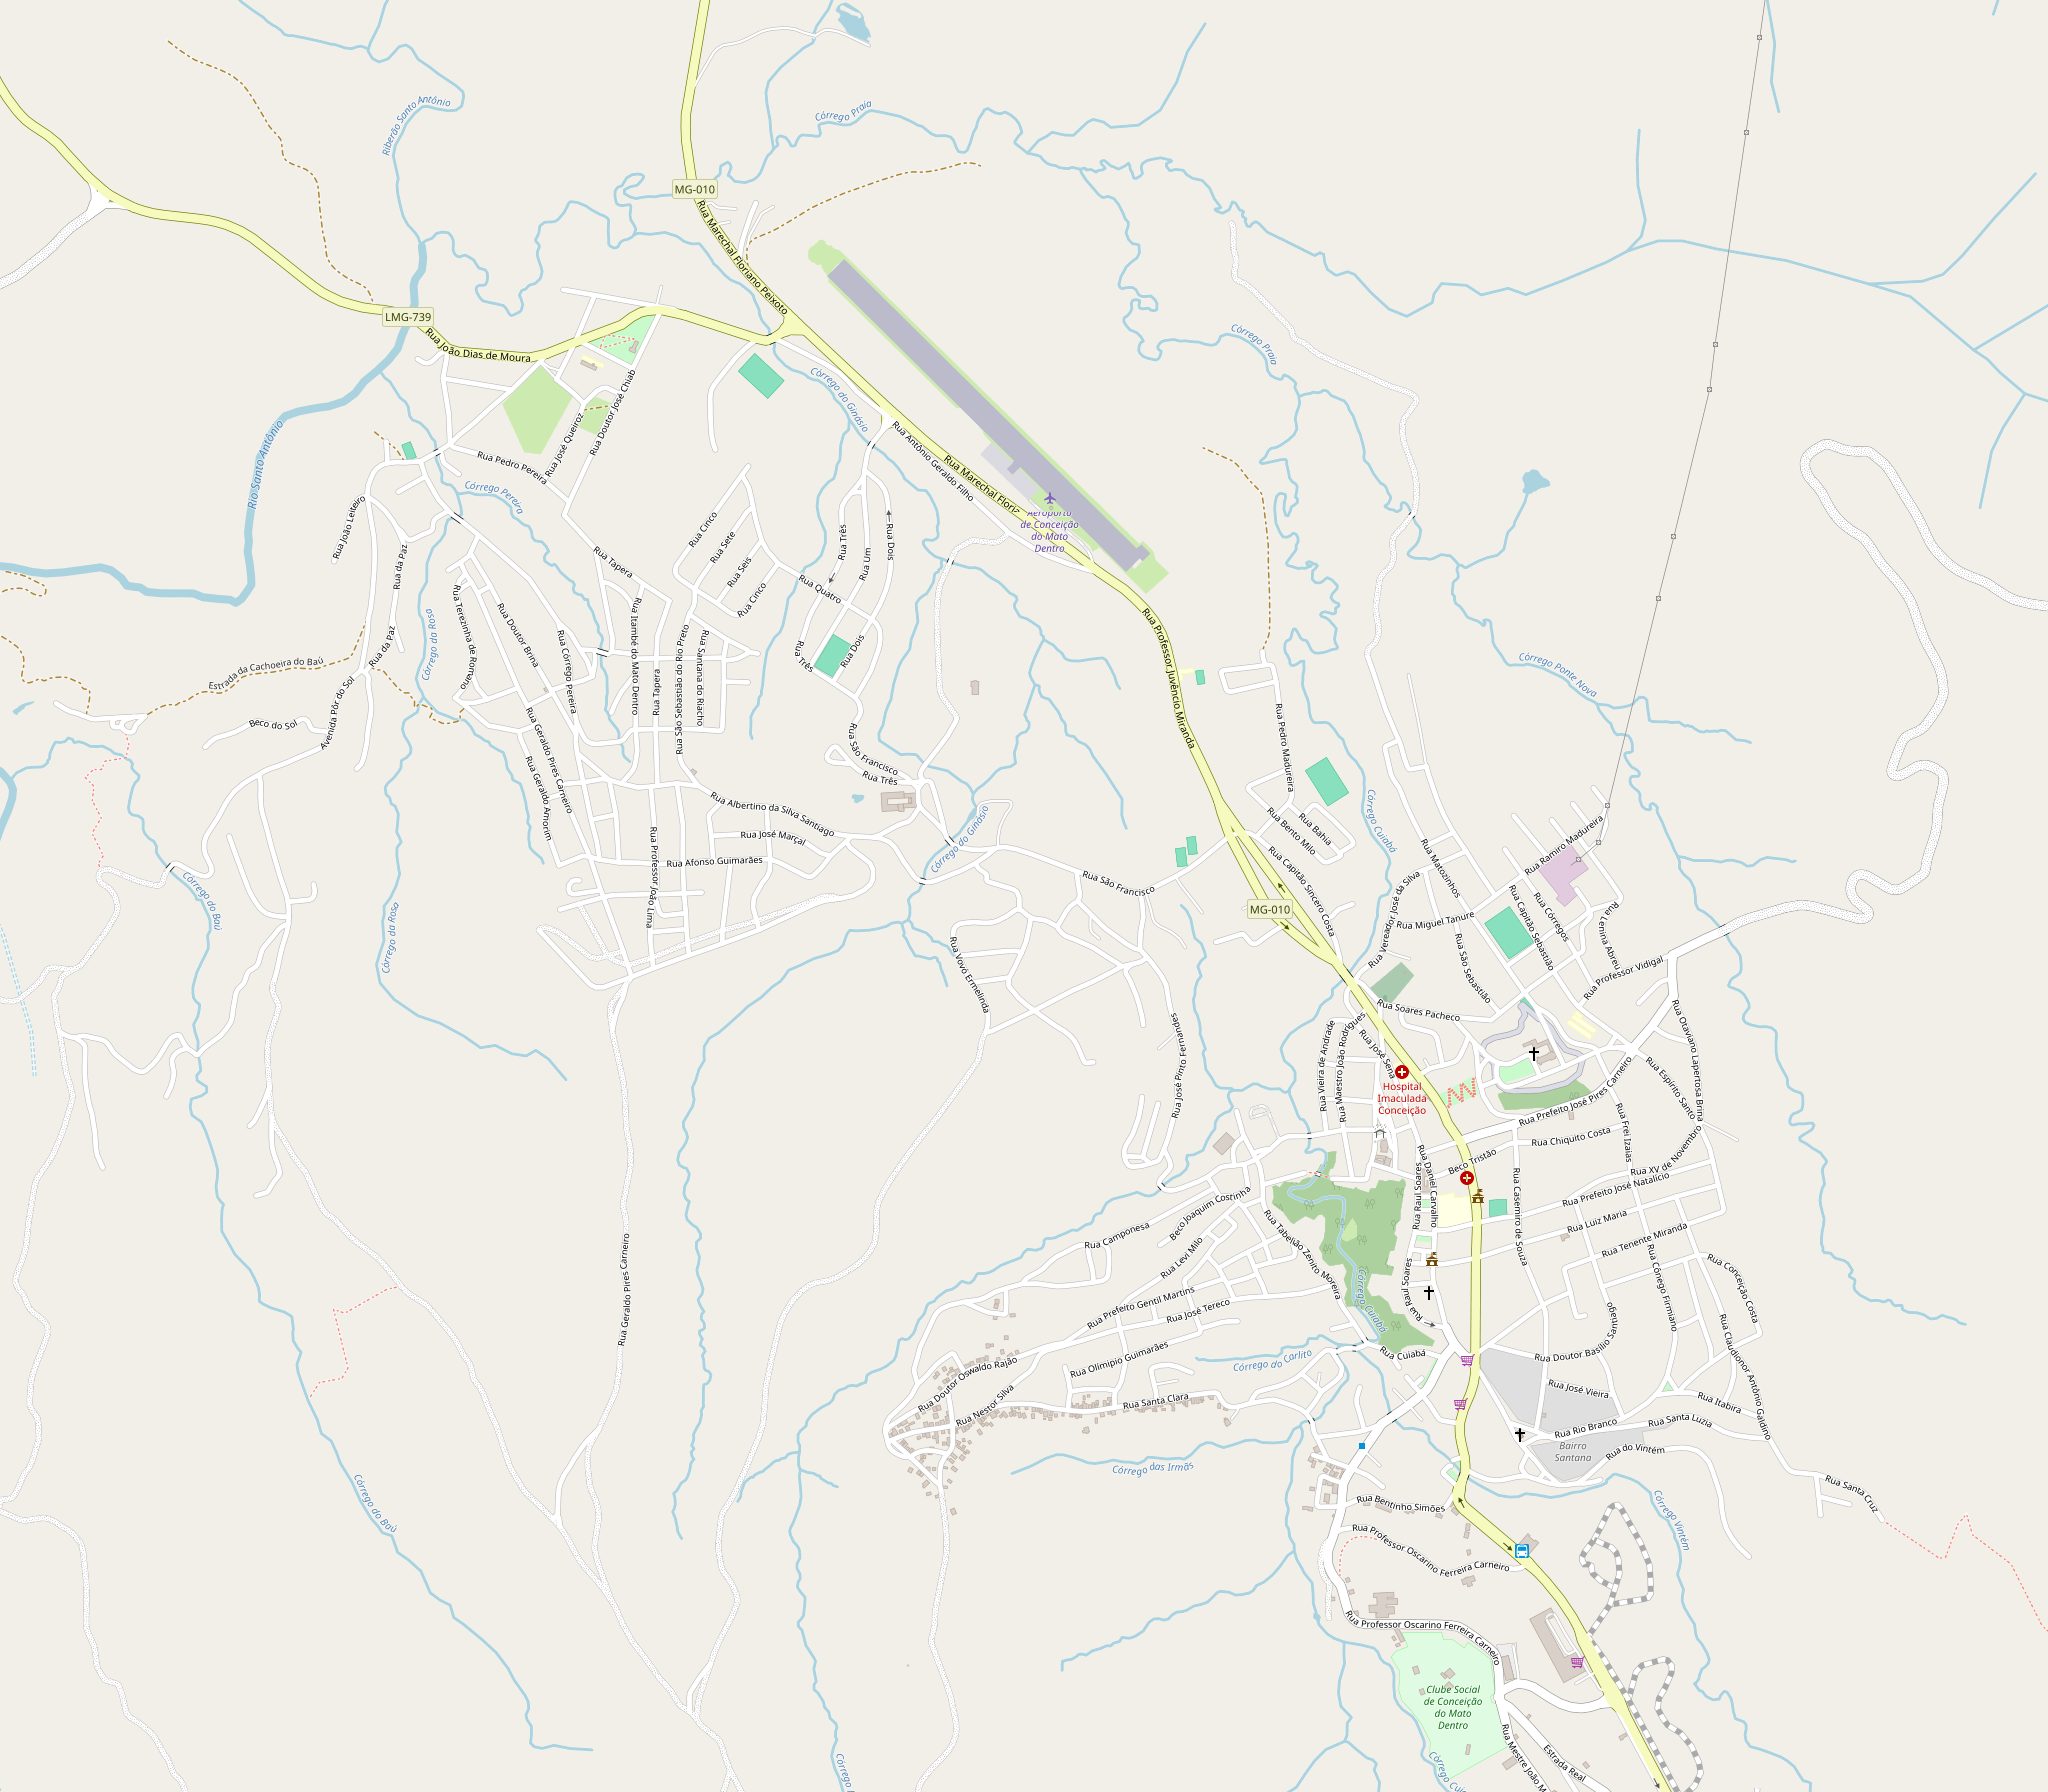 Ribeirão Santo Antônio
Córrego Praia
MG-010
Rua Marechal Floriano Peixoto
LMG-739
Rua João Dias de Moura
Córrego Praia
Córrego do Ginásio
Rua Doutor José Chiab
Rua José Queiroz
Rua Pedro Pereira
Rio Santo Antônio
Rua Antônio Geraldo Filho
Rua Marechal Floria
Aeroporto
de Conceição
do Mato
Dentro
Córrego Pereira
Rua João Leiteiro
Rua da Paz
Rua Cinco
Rua Sete
Rua Seis
Rua Cinco
Rua Três
Rua Um
Rua Dois
Rua Quatro
Rua Tapera
Rua Terezinha de Romano
Rua Doutor Brina
Rua Córrego Pereira
Rua Itambé do Mato Dentro
Rua Tapera
Rua São Sebastião do Rio Preto
Rua Santana do Riacho
Rua
Três
Rua Dois
Córrego da Rosa
Rua da Paz
Estrada da Cachoeira do Baú
Avenida Pôr do Sol
Beco do Sol
Rua Professor Juvêncio Miranda
Córrego Ponte Nova
Rua Pedro Madureira
Rua Geraldo Pires Carneiro
Rua Geraldo Amorim
Rua São Francisco
Rua Três
Rua Albertino da Silva Santiago
Rua José Marçal
Rua Afonso Guimarães
Rua Professor João Lima
Córrego do Ginásio
Rua São Francisco
Rua Bento Milo
Rua Bahia
Córrego Cuiabá
Rua Capitão Sincero Costa
Rua Matozinhos
Rua Ramiro Madureira
Rua Vereador José da Silva
Rua Miguel Tanure
Rua Capitão Sebastião
Rua Córregos
Rua Lenina Abreu
MG-010
Rua São Sebastião
Rua Professor Vidigal
Córrego do Baú
Córrego da Rosa
Rua Vovó Ermelinda
Rua José Pinto Fernandes
Rua Soares Pacheco
Rua Vieira de Andrade
Rua Maestro João Rodrigues
Rua José Sena
Hospital
Imaculada
Conceição
Rua Otaviano Lapertosa Brina
Rua Espírito Santo
Rua Prefeito José Pires Carneiro
Rua Frei Izaias
Rua Chiquito Costa
Rua XV de Novembro
Beco Tristão
Rua Daniel Carvalho
Rua Raul Soares
Rua Casemiro de Souza
Rua Prefeito José Natalício
Rua Luiz Maria
Rua Tenente Miranda
Rua Cônego Firmiano
Rua Conceição Costa
Rua Camponesa
Beco Joaquim Cosrinha
Rua Levi Milo
Rua Tabelião Zeniro Moreira
Rua Geraldo Pires Carneiro
Rua Prefeito Gentil Martins
Rua José Tereco
Rua Olimipio Guimarães
Córrego Cuiabá
Rua Raul Soares
Rua Doutor Basílio Santiago
Rua Claudionor Antônio Galdino
Córrego do Carlito
Rua Cuiabá
Rua Doutor Oswaldo Rajão
Rua Nestor Silva
Rua Santa Clara
Rua José Vieira
Rua Itabira
Rua Rio Branco
Rua Santa Luzia
Bairro
Santana
Rua do Vintém
Córrego das Irmãs
Rua Santa Cruz
Córrego do Baú
Rua Bentinho Simões
Córrego Vintém
Rua Professor Oscarino Ferreira Carneiro
Rua Professor Oscarino Ferreira Carneiro
Clube Social
de Conceição
do Mato
Dentro
Rua Mestre João M
Estrada Real
Córrego
Córrego Cui